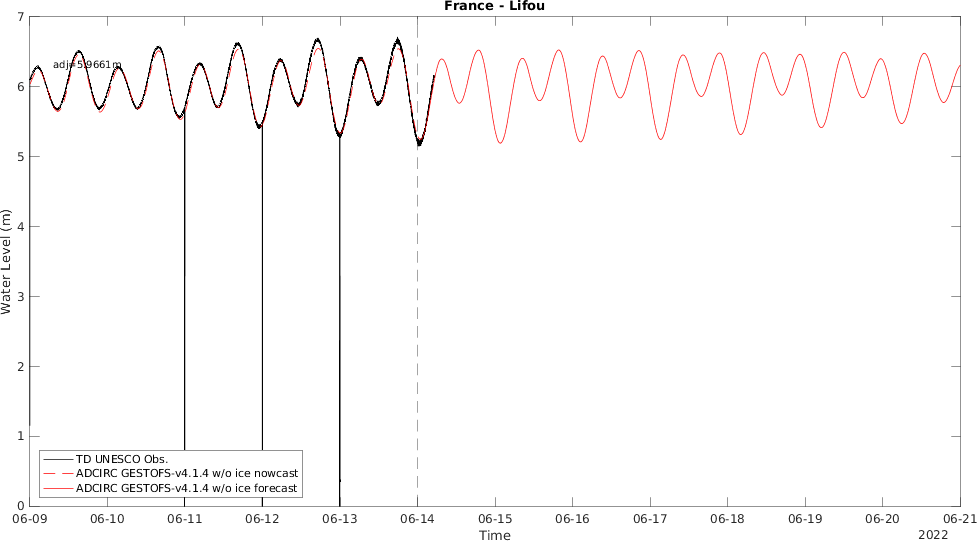 France - Lifou
7
6
5
4
3
2
1
0
Water Level (m)
adj=5.9661m
TD UNESCO Obs.
ADCIRC GESTOFS-v4.1.4 w/o ice nowcast
ADCIRC GESTOFS-v4.1.4 w/o ice forecast
06-09 06-10 06-11 06-12 06-13 06-14 06-15 06-16 06-17 06-18 06-19 06-20 06-21
Time
2022